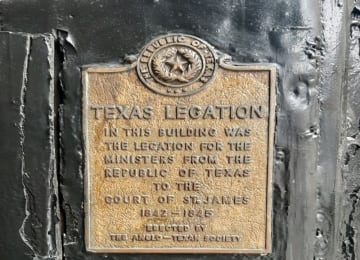 THE REPUBLIC OF TEXAS
TEXAS LEGATION
IN THIS BUILDING WAS
THE LEGATION FOR THE
MINISTERS FROM THE
REPUBLIC OF TEXAS
TO THE
COURT OF ST. JAMES
1842-1845
ERECTED BY
THE ANGLO-TEXAN SOCIETY